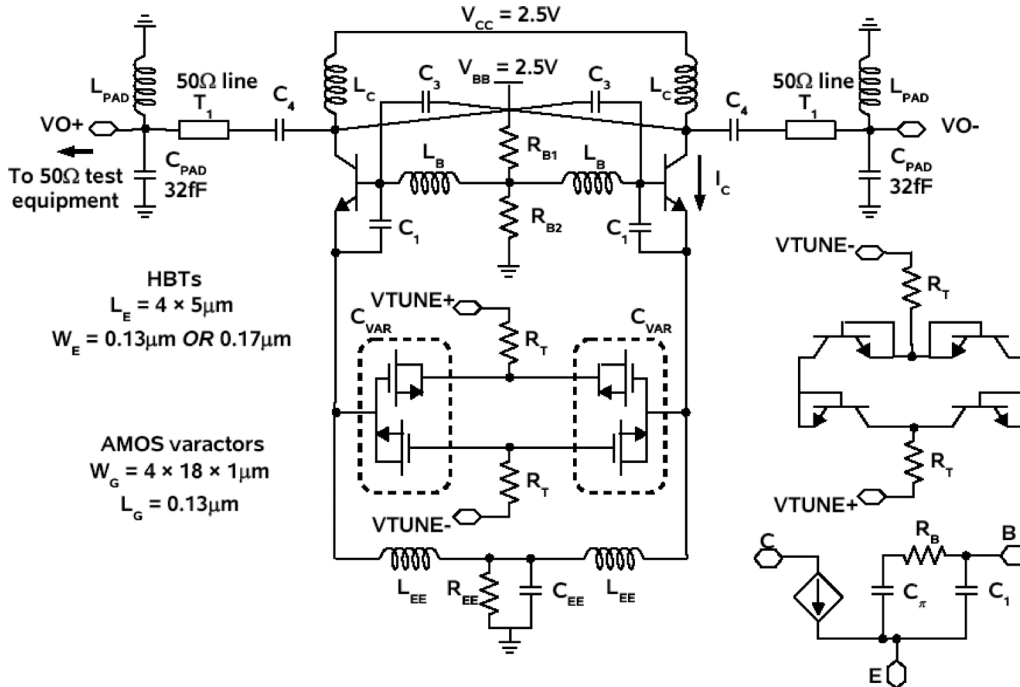 V_CC = 2.5V
L_PAD
50Ω line
T_1
C_4
L_C
C_3
V_BB = 2.5V
C_3
L_C
C_4
50Ω line
T_1
L_PAD
VO+
VO-
To 50Ω test
equipment
C_PAD
32fF
L_B
R_B1
L_B
I_C
C_PAD
32fF
C_1
R_B2
C_1
HBTs
L_E = 4 × 5μm
W_E = 0.13μm OR 0.17μm
VTUNE+
C_VAR
R_T
C_VAR
VTUNE-
R_T
AMOS varactors
W_G = 4 × 18 × 1μm
L_G = 0.13μm
R_T
VTUNE-
R_T
VTUNE+
L_EE
R_EE
C_EE
L_EE
C
R_B
B
C_π
C_1
E